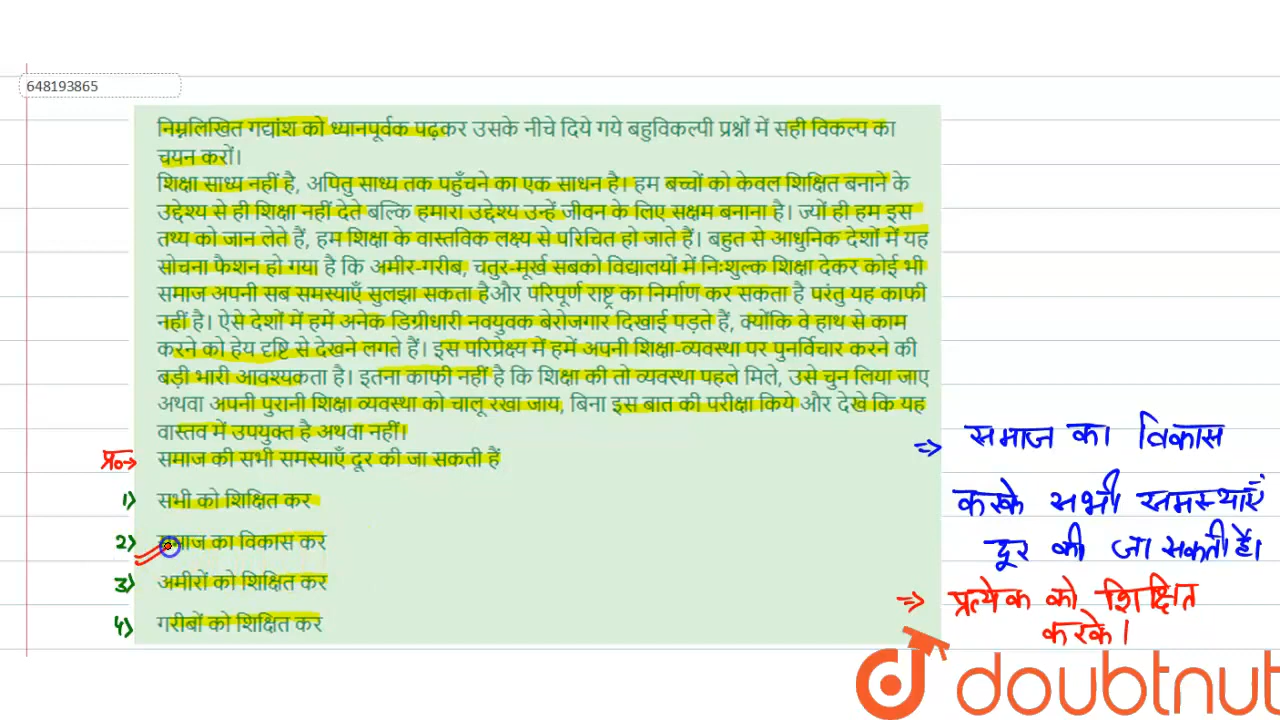 648193865
निम्नलिखित गद्यांश को ध्यानपूर्वक पढ़कर उसके नीचे दिये गये बहुविकल्पी प्रश्नों में सही विकल्प का
चयन करों।
शिक्षा साध्य नहीं है, अपितु साध्य तक पहुँचने का एक साधन है। हम बच्चों को केवल शिक्षित बनाने के
उद्देश्य से ही शिक्षा नहीं देते बल्कि हमारा उद्देश्य उन्हें जीवन के लिए सक्षम बनाना है। ज्यों ही हम इस
तथ्य को जान लेते हैं, हम शिक्षा के वास्तविक लक्ष्य से परिचित हो जाते हैं। बहुत से आधुनिक देशों में यह
सोचना फैशन हो गया है कि अमीर-गरीब, चतुर-मूर्ख सबको विद्यालयों में निःशुल्क शिक्षा देकर कोई भी
समाज अपनी सब समस्याएँ सुलझा सकता हैऔर परिपूर्ण राष्ट्र का निर्माण कर सकता है परंतु यह काफी
नहीं है। ऐसे देशों में हमें अनेक डिग्रीधारी नवयुवक बेरोजगार दिखाई पड़ते हैं, क्योंकि वे हाथ से काम
करने को हेय दृष्टि से देखने लगते हैं। इस परिप्रेक्ष्य में हमें अपनी शिक्षा-व्यवस्था पर पुनर्विचार करने की
बड़ी भारी आवश्यकता है। इतना काफी नहीं है कि शिक्षा की तो व्यवस्था पहले मिले, उसे चुन लिया जाए
अथवा अपनी पुरानी शिक्षा व्यवस्था को चालू रखा जाय, बिना इस बात की परीक्षा किये और देखे कि यह
वास्तव में उपयुक्त है अथवा नहीं।
प्र०→ समाज की सभी समस्याएँ दूर की जा सकती हैं
1) सभी को शिक्षित कर
2) समाज का विकास कर
3) अमीरों को शिक्षित कर
4) गरीबों को शिक्षित कर
⇒ समाज का विकास
करके सभी समस्याएँ
दूर की जा सकती हैं।
⇒ प्रत्येक को शिक्षित
करके।
doubtnut